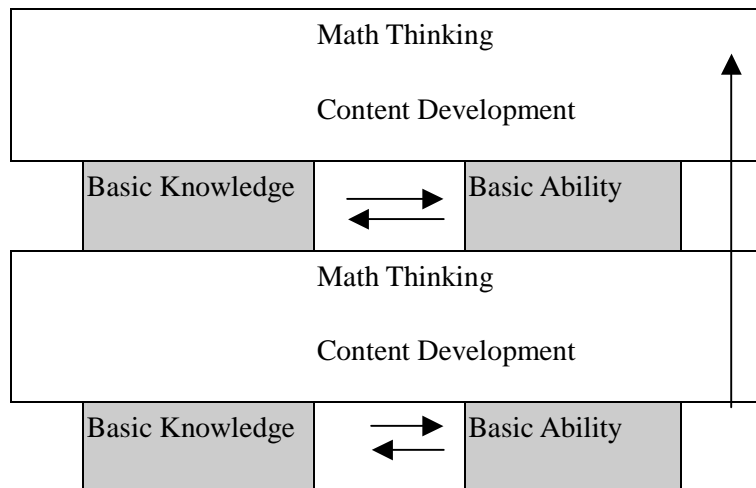 Math Thinking
Content Development
Basic Knowledge
Basic Ability
Math Thinking
Content Development
Basic Knowledge
Basic Ability